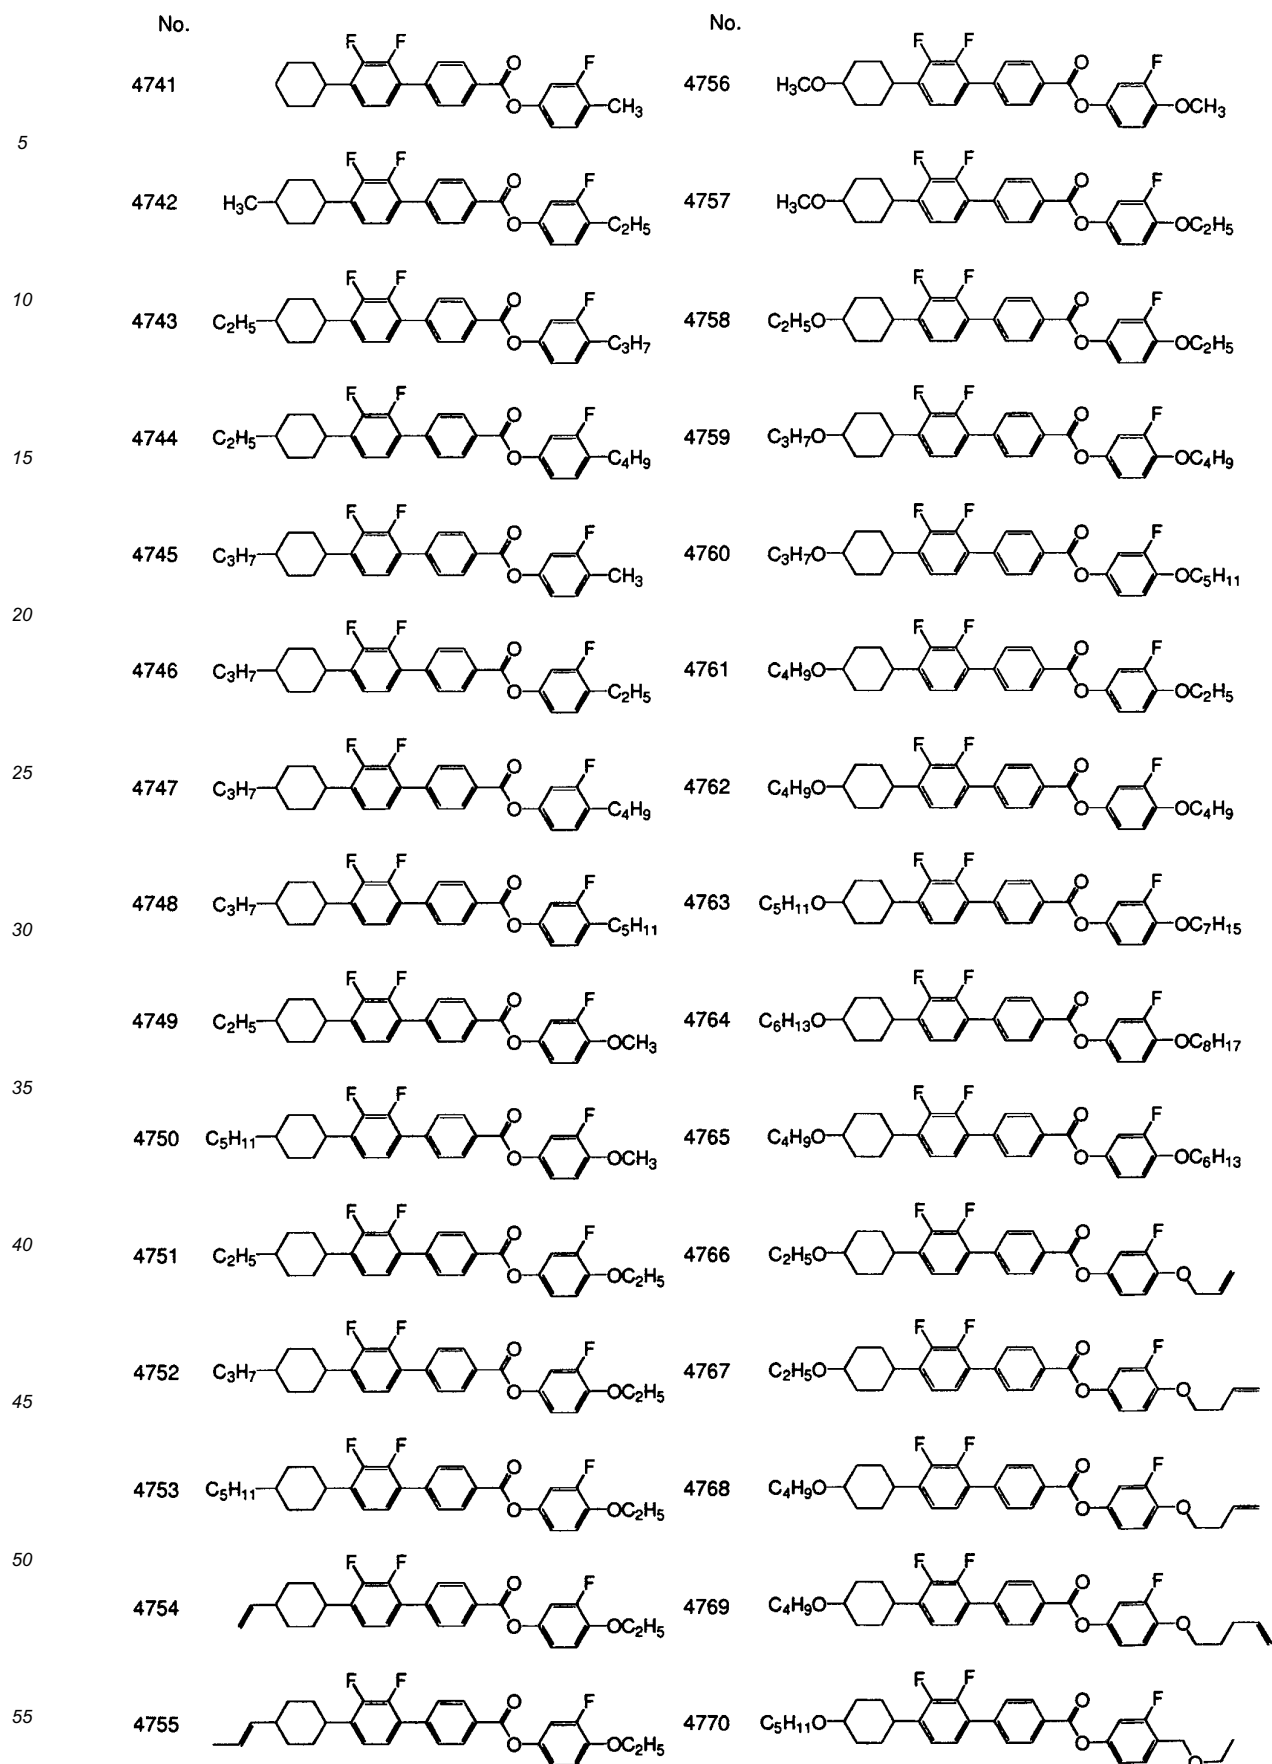 No.
No.
4741 F F O O F CH3
4756 H3CO F F O O F OCH3
5
4742 H3C F F O O F C2H5
4757 H3CO F F O O F OC2H5
10
4743 C2H5 F F O O F C3H7
4758 C2H5O F F O O F OC2H5
4744 C2H5 F F O O F C4H9
4759 C3H7O F F O O F OC4H9
15
4745 C3H7 F F O O F CH3
4760 C3H7O F F O O F OC5H11
20
4746 C3H7 F F O O F C2H5
4761 C4H9O F F O O F OC2H5
25
4747 C3H7 F F O O F C4H9
4762 C4H9O F F O O F OC4H9
4748 C3H7 F F O O F C5H11
4763 C5H11O F F O O F OC7H15
30
4749 C2H5 F F O O F OCH3
4764 C6H13O F F O O F OC8H17
35
4750 C5H11 F F O O F OCH3
4765 C4H9O F F O O F OC6H13
40
4751 C2H5 F F O O F OC2H5
4766 C2H5O F F O O F O
4752 C3H7 F F O O F OC2H5
4767 C2H5O F F O O F O
45
4753 C5H11 F F O O F OC2H5
4768 C4H9O F F O O F O
50
4754 F F O O F OC2H5
4769 C4H9O F F O O F O
55
4755 F F O O F OC2H5
4770 C5H11O F F O O F O